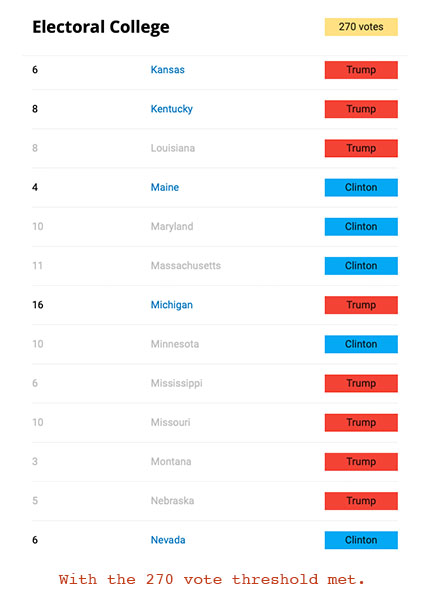 Electoral College 270 votes
6 Kansas Trump
8 Kentucky Trump
8 Louisiana Trump
4 Maine Clinton
10 Maryland Clinton
11 Massachusetts Clinton
16 Michigan Trump
10 Minnesota Clinton
6 Mississippi Trump
10 Missouri Trump
3 Montana Trump
5 Nebraska Trump
6 Nevada Clinton
With the 270 vote threshold met.